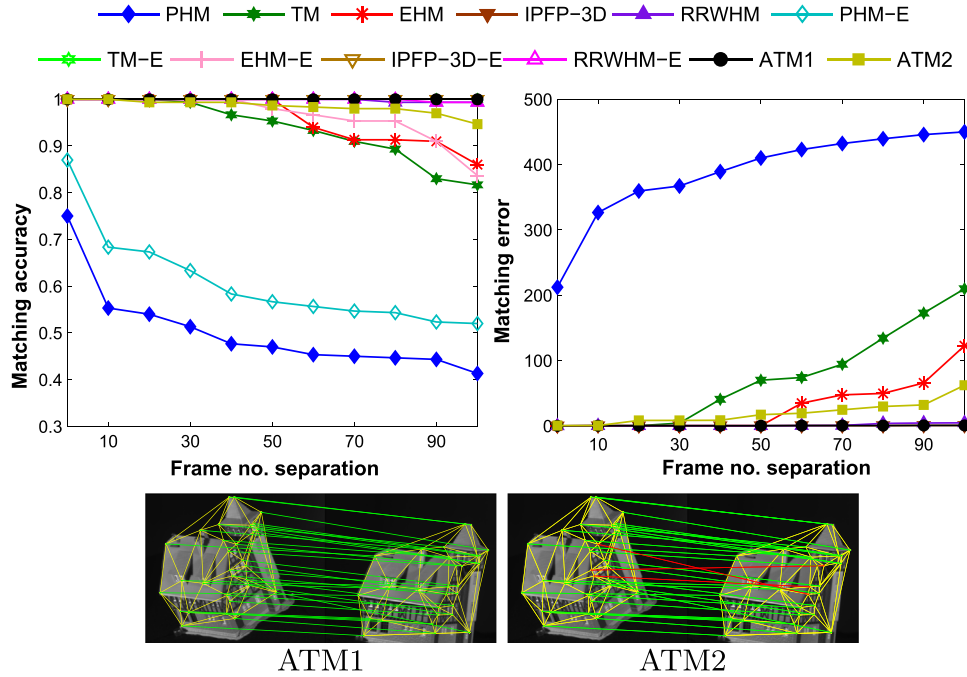 PHM TM EHM IPFP-3D RRWHM PHM-E
TM-E EHM-E IPFP-3D-E RRWHM-E ATM1 ATM2
1
0.9
0.8
0.7
0.6
0.5
0.4
0.3
Matching accuracy
10 30 50 70 90
Frame no. separation
500
400
300
200
100
0
Matching error
10 30 50 70 90
Frame no. separation
ATM1
ATM2